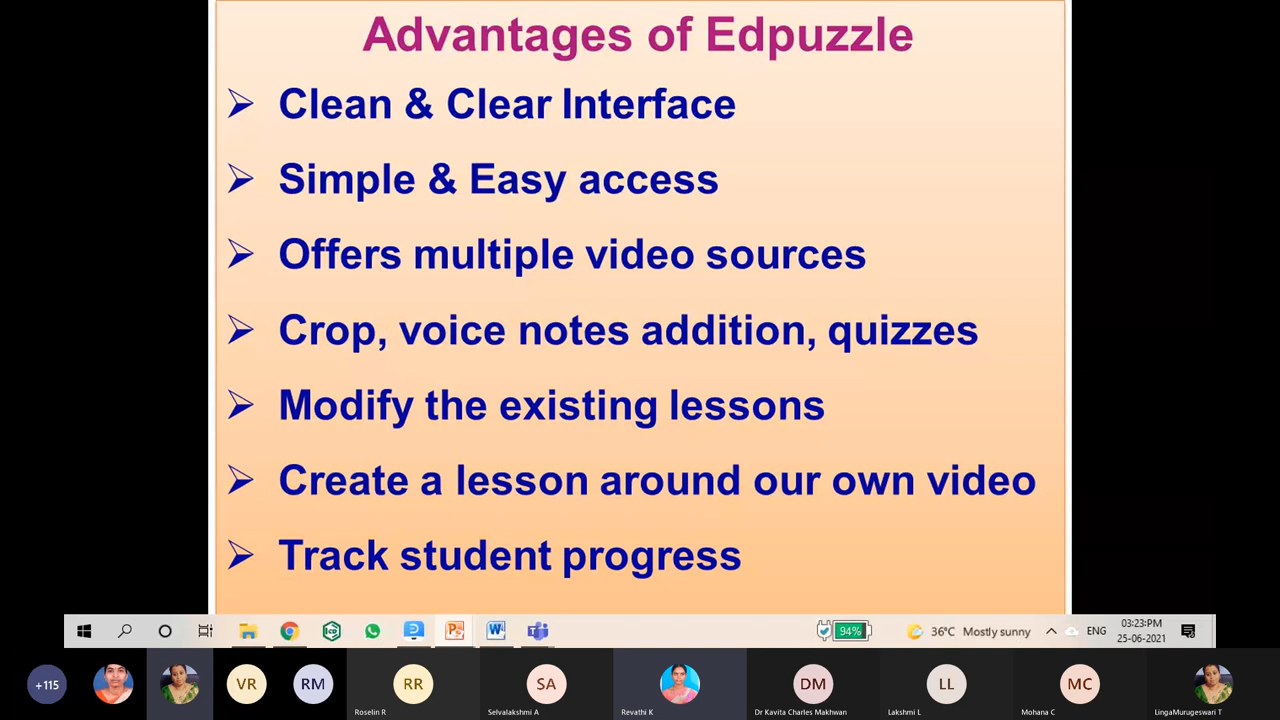 Advantages of Edpuzzle
Clean & Clear Interface
Simple & Easy access
Offers multiple video sources
Crop, voice notes addition, quizzes
Modify the existing lessons
Create a lesson around our own video
Track student progress
94%
36°C Mostly sunny
ENG
03:23:PM
25-06-2021
+115
VR
RM
RR
Roselin R
SA
Selvalakshmi A
Revathi K
DM
Dr Kavita Charles Makhwan
LL
Lakshmi L
MC
Mohana C
LingaMurugeswari T